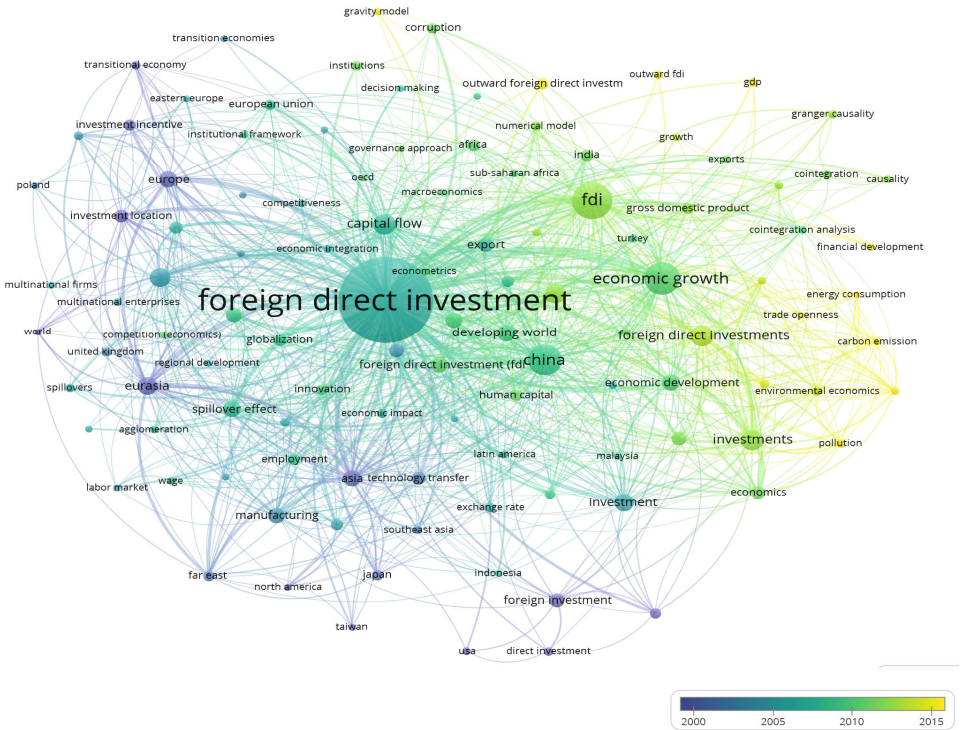 gravity model
corruption
transition economies
transitional economy
institutions
outward fdi
decision making
outward foreign direct investm
gdp
eastern europe
european union
granger causality
investment incentive
institutional framework
numerical model
growth
governance approach
africa
india
exports
oecd
sub-saharan africa
cointegration
causality
poland
europe
macroeconomics
competitiveness
fdi
gross domestic product
investment location
capital flow
cointegration analysis
turkey
economic integration
export
financial development
econometrics
economic growth
multinational firms
foreign direct investment
energy consumption
multinational enterprises
trade openness
world
competition (economics)
developing world
foreign direct investments
globalization
carbon emission
united kingdom
regional development
foreign direct investment (fdi
china
spillovers
eurasia
innovation
human capital
economic development
environmental economics
spillover effect
economic impact
agglomeration
investments
pollution
employment
latin america
malaysia
labor market
wage
asia
technology transfer
economics
manufacturing
exchange rate
investment
southeast asia
far east
north america
japan
indonesia
foreign investment
taiwan
usa
direct investment
2000
2005
2010
2015